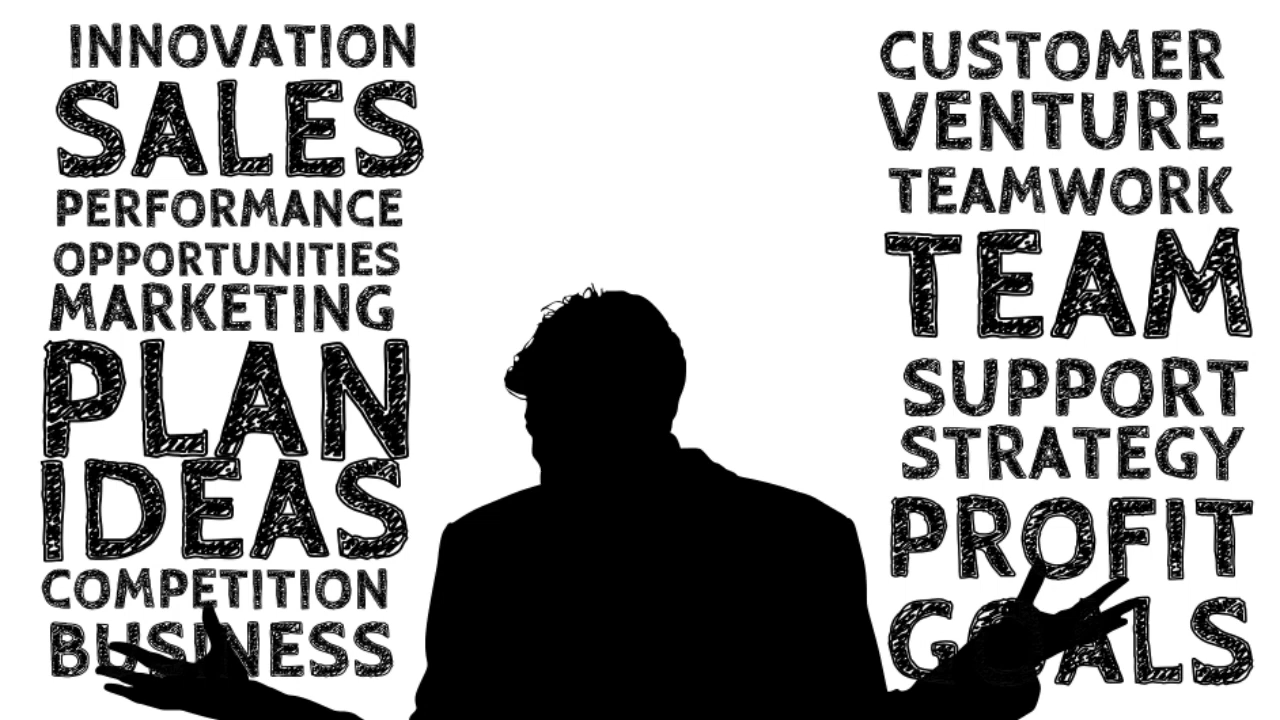 INNOVATION
SALES
PERFORMANCE
OPPORTUNITIES
MARKETING
PLAN
IDEAS
COMPETITION
BUSINESS
CUSTOMER
VENTURE
TEAMWORK
TEAM
SUPPORT
STRATEGY
PROFIT
GOALS